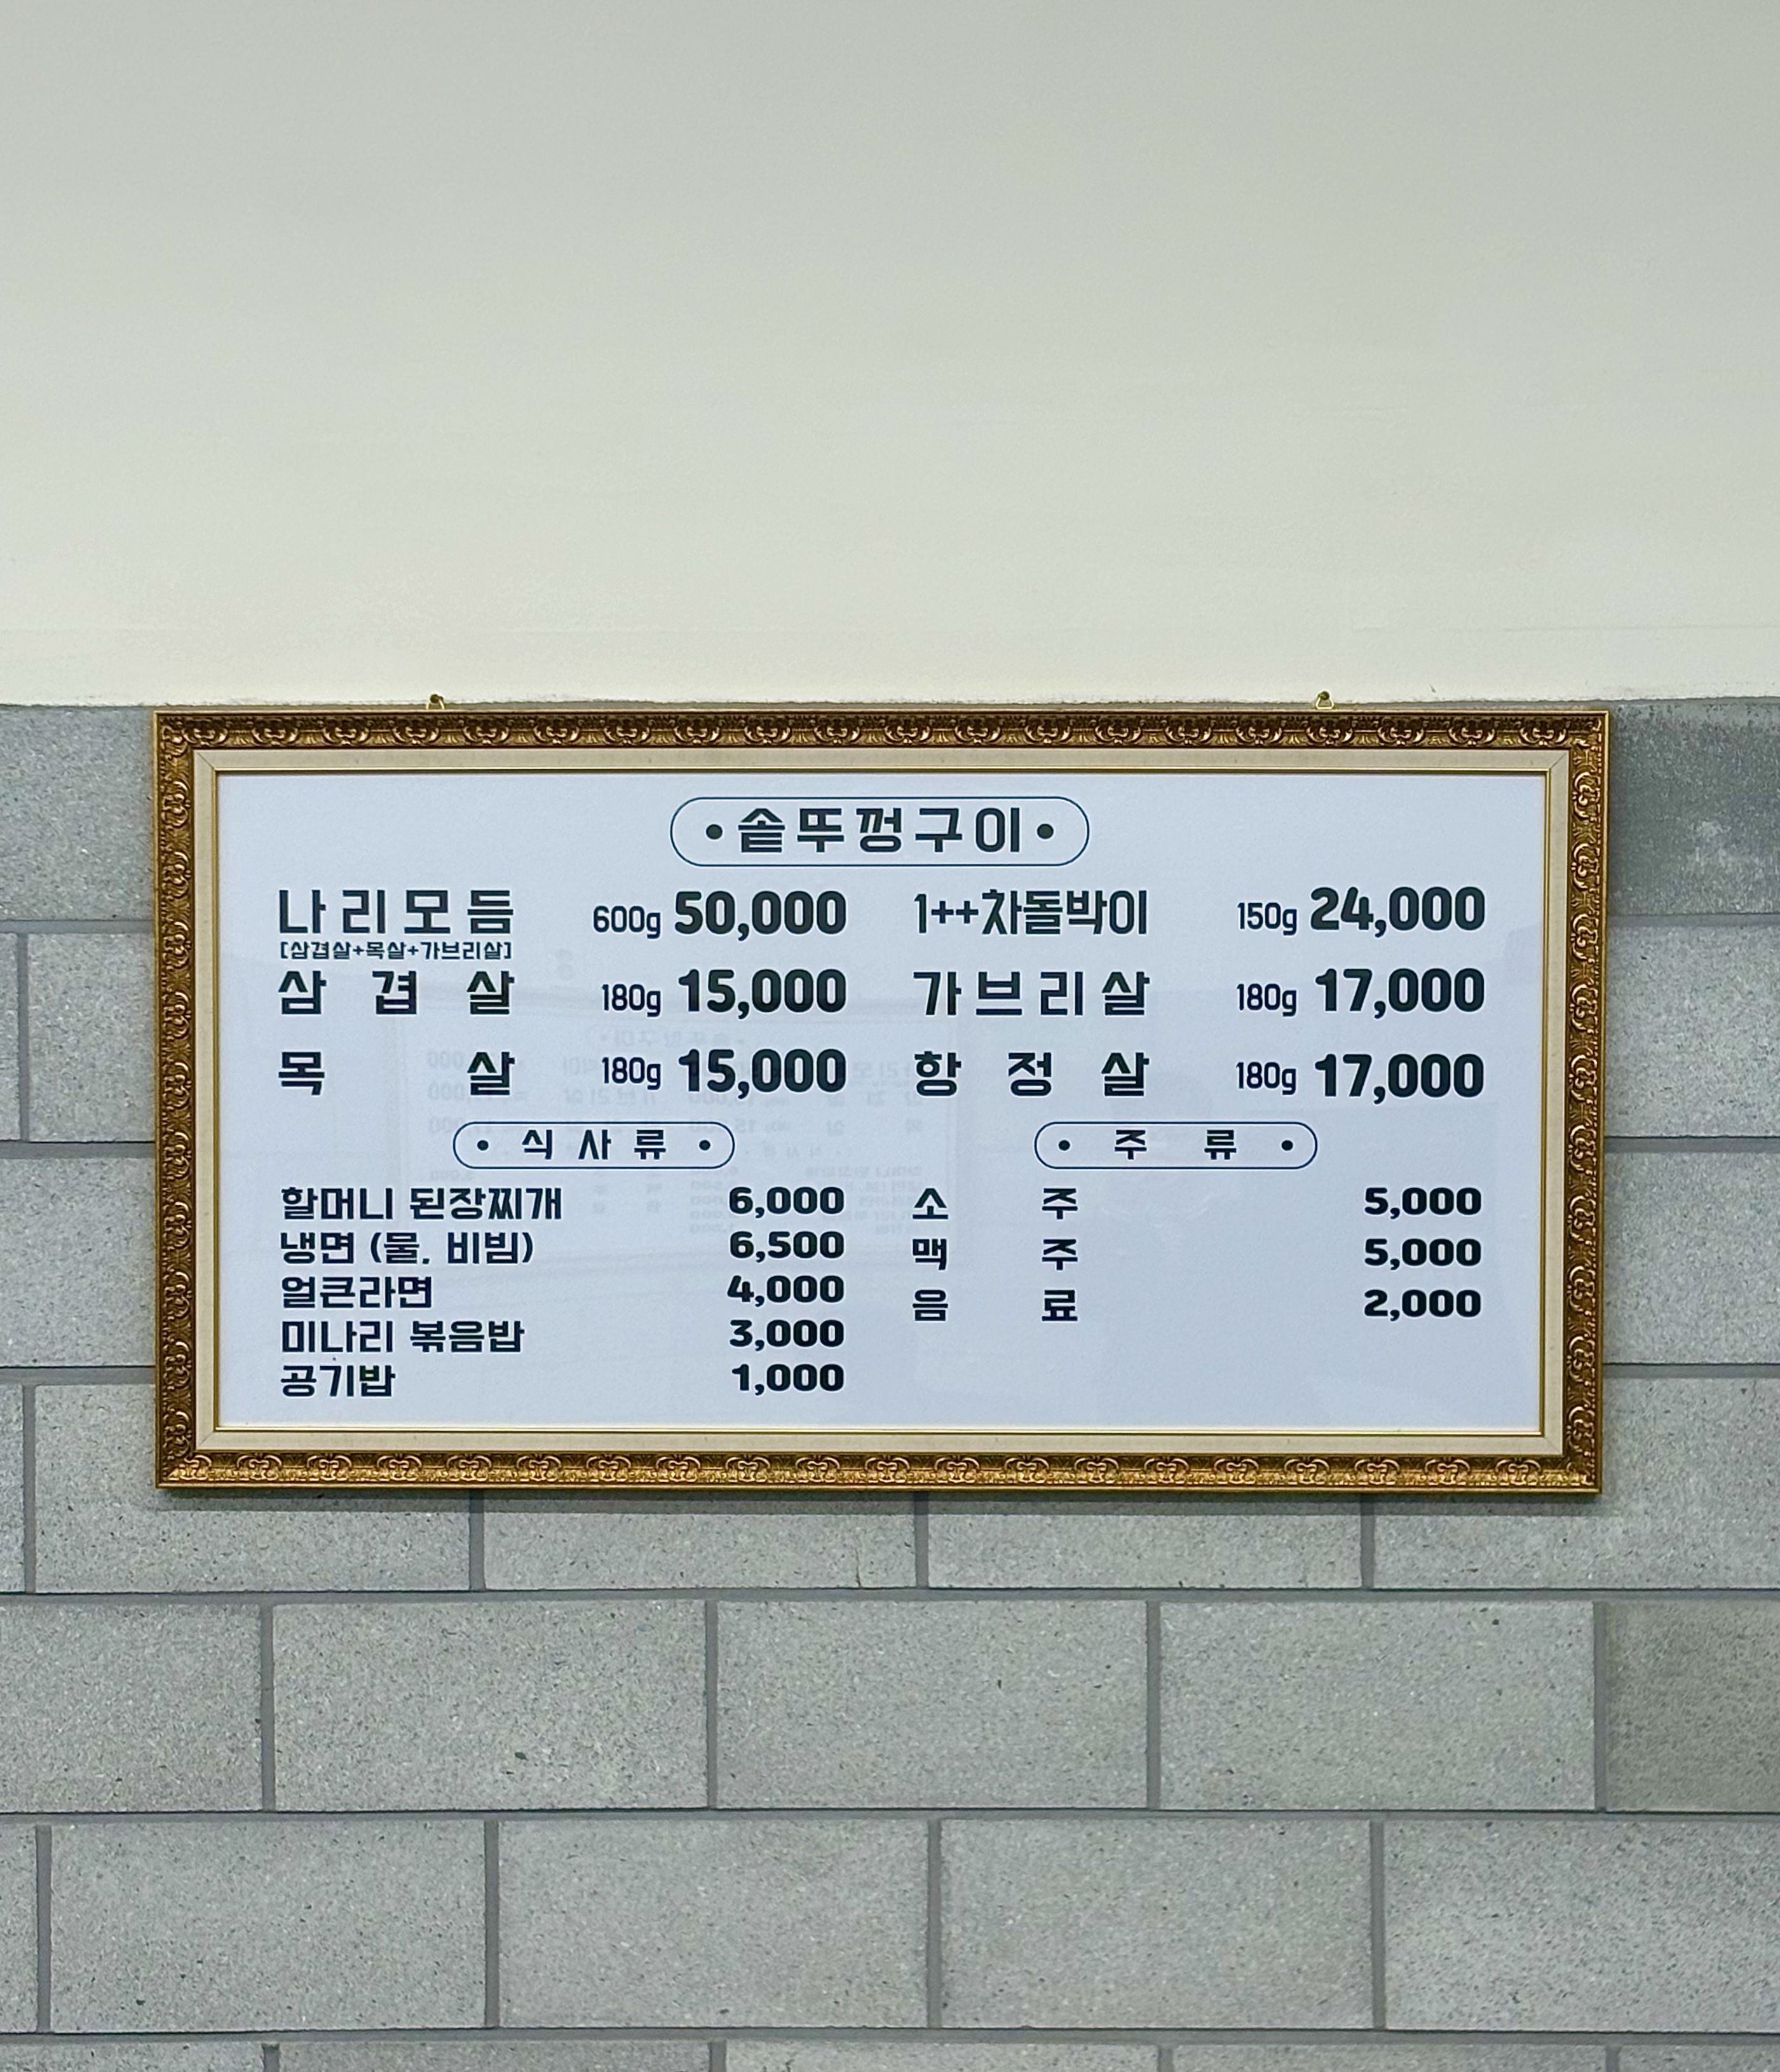 •솥뚜껑구이•
나리모듬 600g 50,000
[삼겹살+목살+가브리살]
삼겹살 180g 15,000
목살 180g 15,000
1++차돌박이 150g 24,000
가브리살 180g 17,000
항정살 180g 17,000
• 식사류 •
할머니 된장찌개 6,000
냉면 (물, 비빔) 6,500
얼큰라면 4,000
미나리 볶음밥 3,000
공기밥 1,000
• 주류 •
소주 5,000
맥주 5,000
음료 2,000